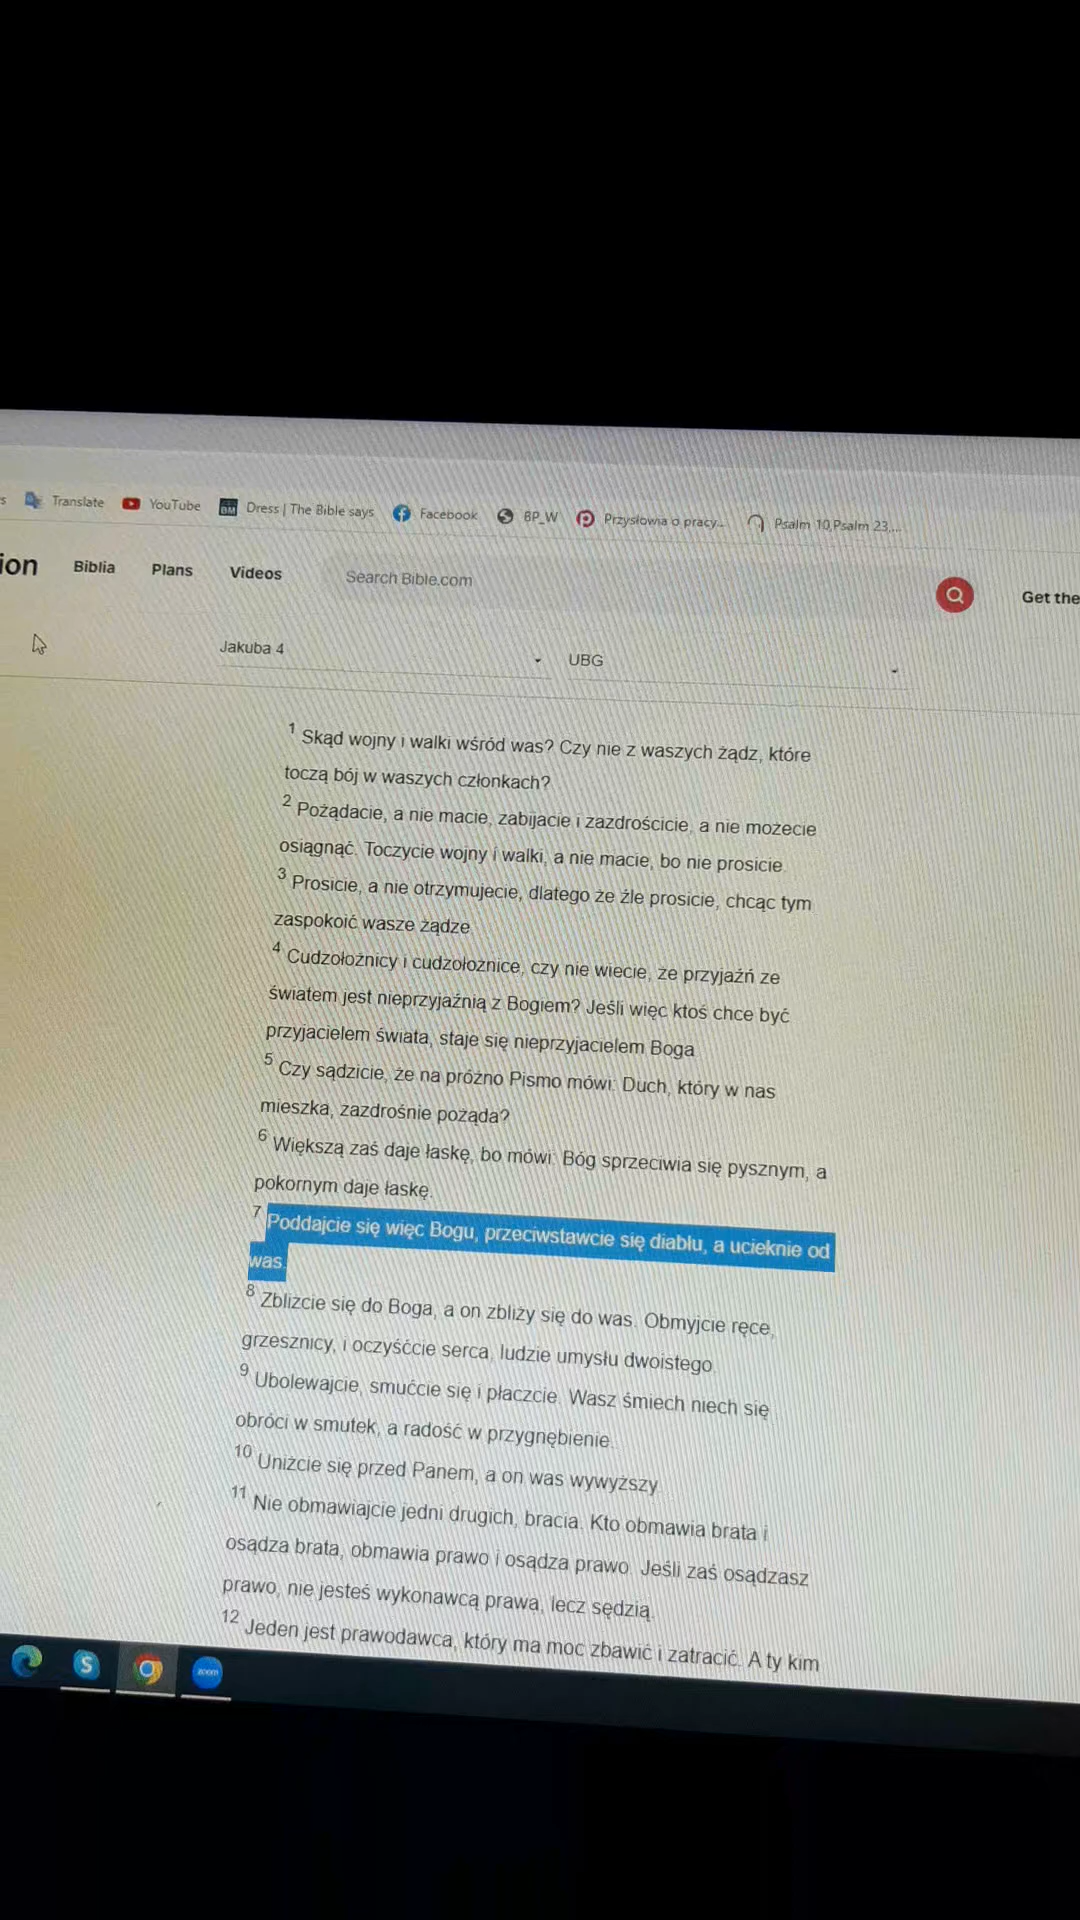 s Translate YouTube Dress | The Bible says Facebook BP_W Przysłowia o pracy... Psalm 10,Psalm 23,...
ion Biblia Plans Videos Search Bible.com Get the
Jakuba 4 UBG
1 Skąd wojny i walki wśród was? Czy nie z waszych żądz, które
toczą bój w waszych członkach?
2 Pożądacie, a nie macie, zabijacie i zazdrościcie, a nie możecie
osiągnąć. Toczycie wojny i walki, a nie macie, bo nie prosicie.
3 Prosicie, a nie otrzymujecie, dlatego że źle prosicie, chcąc tym
zaspokoić wasze żądze.
4 Cudzołożnicy i cudzołożnice, czy nie wiecie, że przyjaźń ze
światem jest nieprzyjaźnią z Bogiem? Jeśli więc ktoś chce być
przyjacielem świata, staje się nieprzyjacielem Boga.
5 Czy sądzicie, że na próżno Pismo mówi: Duch, który w nas
mieszka, zazdrośnie pożąda?
6 Większą zaś daje łaskę, bo mówi: Bóg sprzeciwia się pysznym, a
pokornym daje łaskę.
7 Poddajcie się więc Bogu, przeciwstawcie się diabłu, a ucieknie od
was.
8 Zbliżcie się do Boga, a on zbliży się do was. Obmyjcie ręce,
grzesznicy, i oczyśćcie serca, ludzie umysłu dwoistego.
9 Ubolewajcie, smućcie się i płaczcie. Wasz śmiech niech się
obróci w smutek, a radość w przygnębienie.
10 Uniżcie się przed Panem, a on was wywyższy.
11 Nie obmawiajcie jedni drugich, bracia. Kto obmawia brata i
osądza brata, obmawia prawo i osądza prawo. Jeśli zaś osądzasz
prawo, nie jesteś wykonawcą prawa, lecz sędzią.
12 Jeden jest prawodawca, który ma moc zbawić i zatracić. A ty kim
zoom